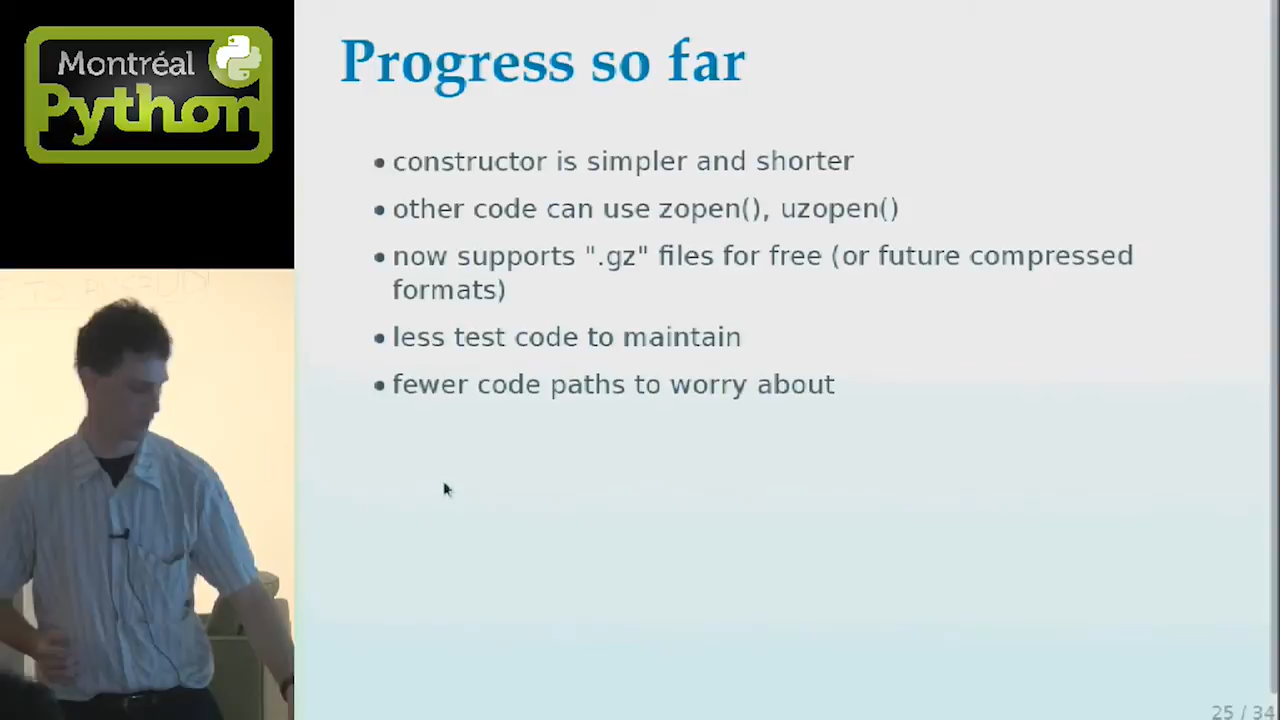 Montréal
Python
Progress so far
constructor is simpler and shorter
other code can use zopen(), uzopen()
now supports ".gz" files for free (or future compressed
formats)
less test code to maintain
fewer code paths to worry about
25 / 34